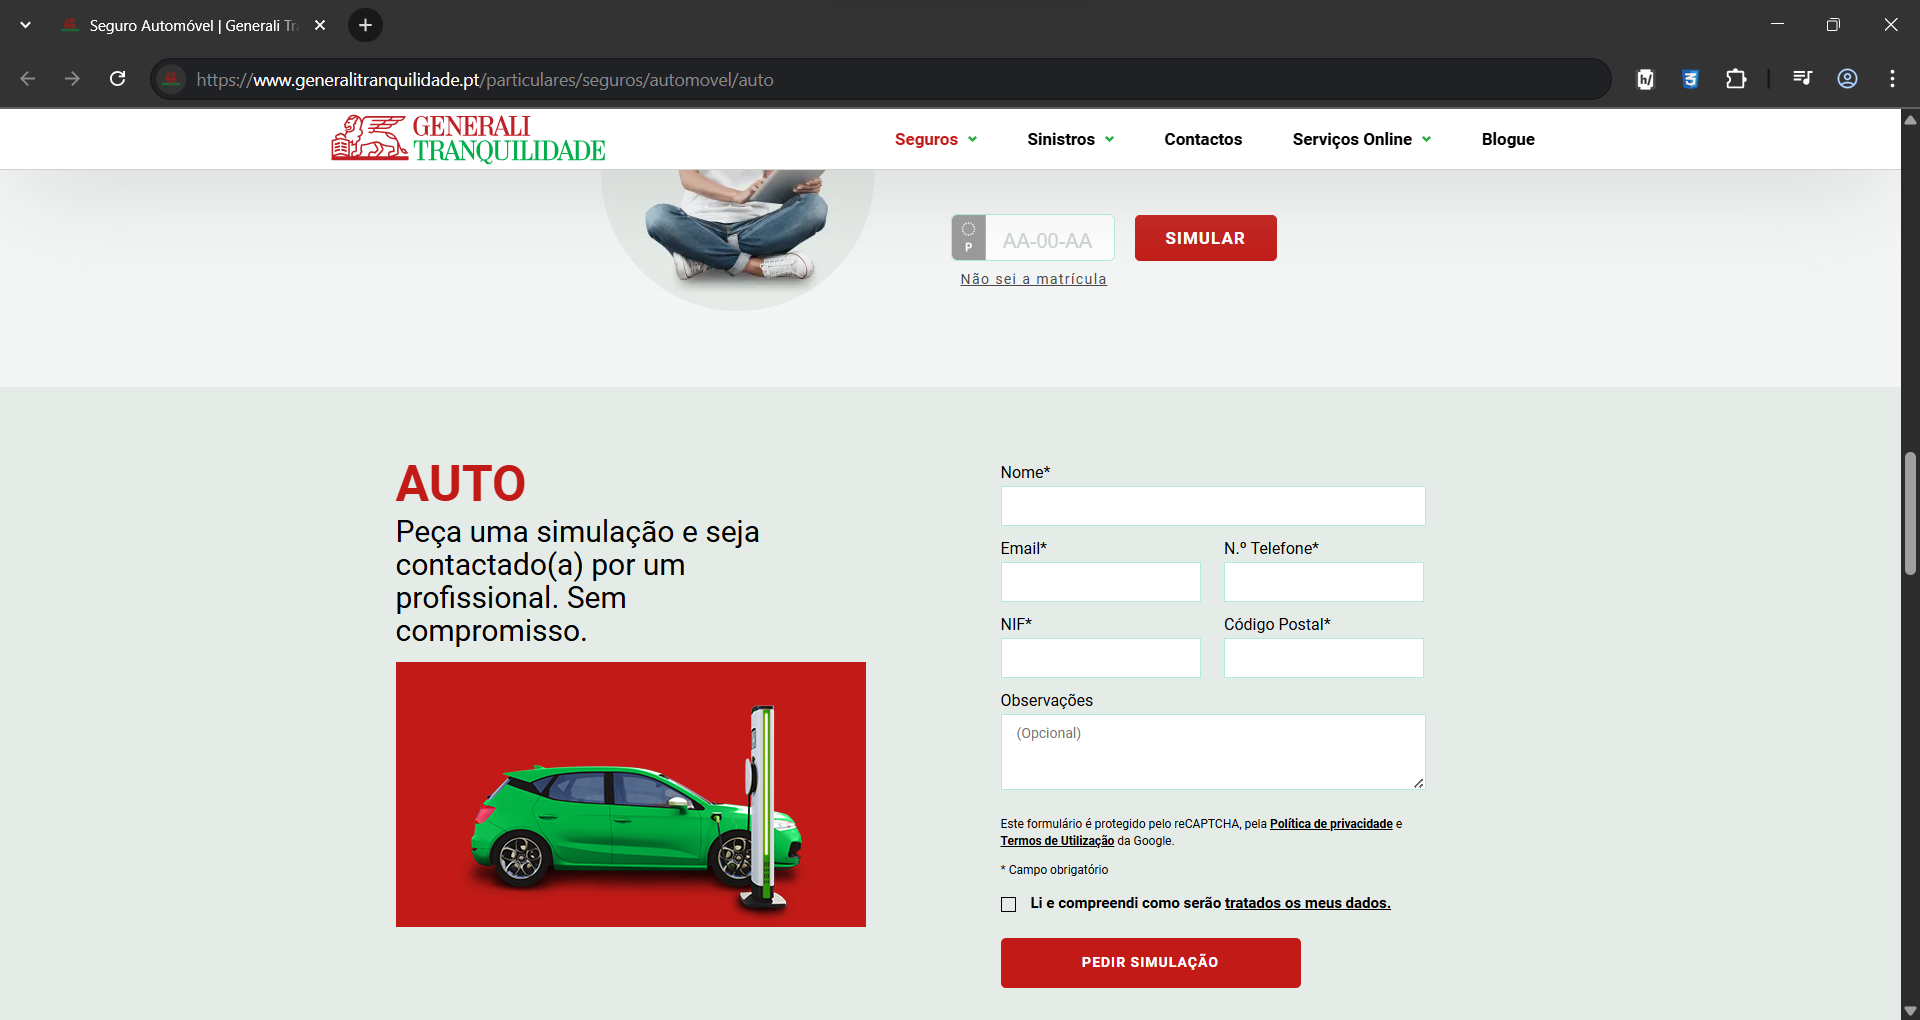 Seguro Automóvel | Generali Tr
https://www.generalitranquilidade.pt/particulares/seguros/automovel/auto
GENERALI
TRANQUILIDADE
Seguros
Sinistros
Contactos
Serviços Online
Blogue
P
AA-00-AA
SIMULAR
Não sei a matrícula
AUTO
Peça uma simulação e seja
contactado(a) por um
profissional. Sem
compromisso.
Nome*
Email*
N.º Telefone*
NIF*
Código Postal*
Observações
(Opcional)
Este formulário é protegido pelo reCAPTCHA, pela Política de privacidade e
Termos de Utilização da Google.
* Campo obrigatório
Li e compreendi como serão tratados os meus dados.
PEDIR SIMULAÇÃO